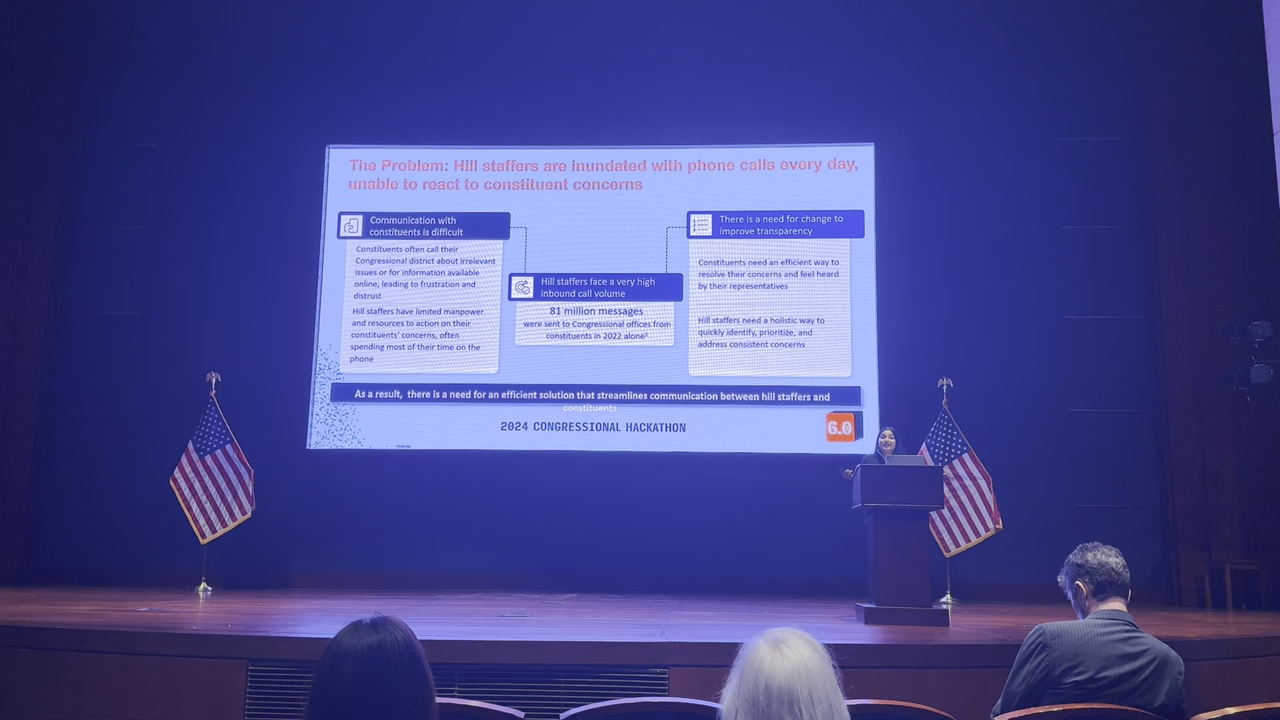 The Problem: Hill staffers are inundated with phone calls every day,
unable to react to constituent concerns
Communication with
constituents is difficult
Constituents often call their
Congressional district about irrelevant
issues or for information available
online, leading to frustration and
distrust
Hill staffers have limited manpower
and resources to action on their
constituents' concerns, often
spending most of their time on the
phone
Hill staffers face a very high
inbound call volume
81 million messages
were sent to Congressional offices from
constituents in 2022 alone¹
There is a need for change to
improve transparency
Constituents need an efficient way to
resolve their concerns and feel heard
by their representatives
Hill staffers need a holistic way to
quickly identify, prioritize, and
address consistent concerns
As a result, there is a need for an efficient solution that streamlines communication between hill staffers and
constituents
2024 CONGRESSIONAL HACKATHON
6.0